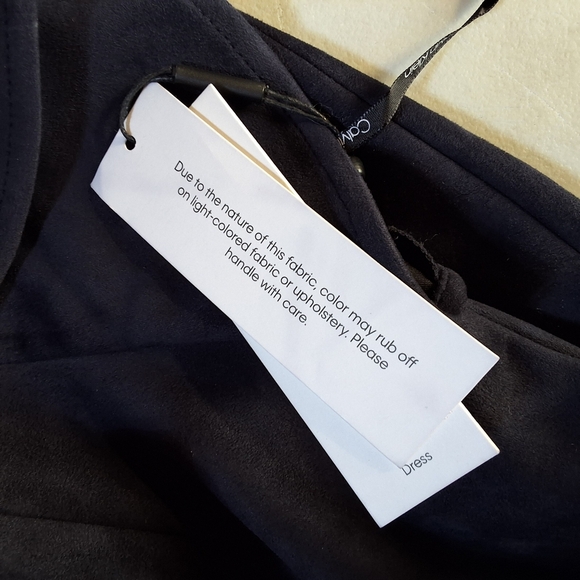 Due to the nature of this fabric, color may rub off
on light-colored fabric or upholstery. Please
handle with care.
Dress